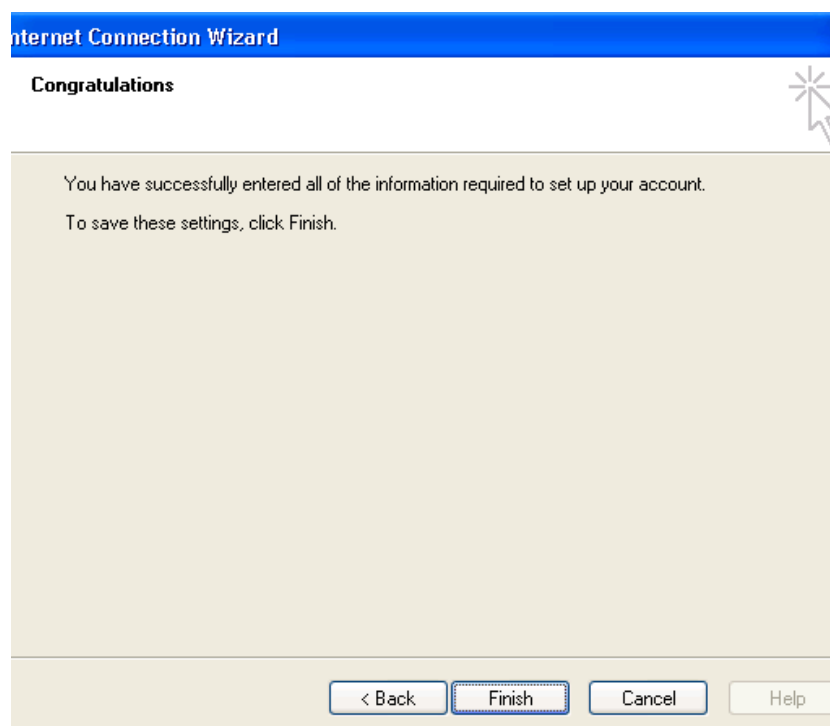 nternet Connection Wizard
Congratulations
You have successfully entered all of the information required to set up your account.
To save these settings, click Finish.
< Back Finish Cancel Help